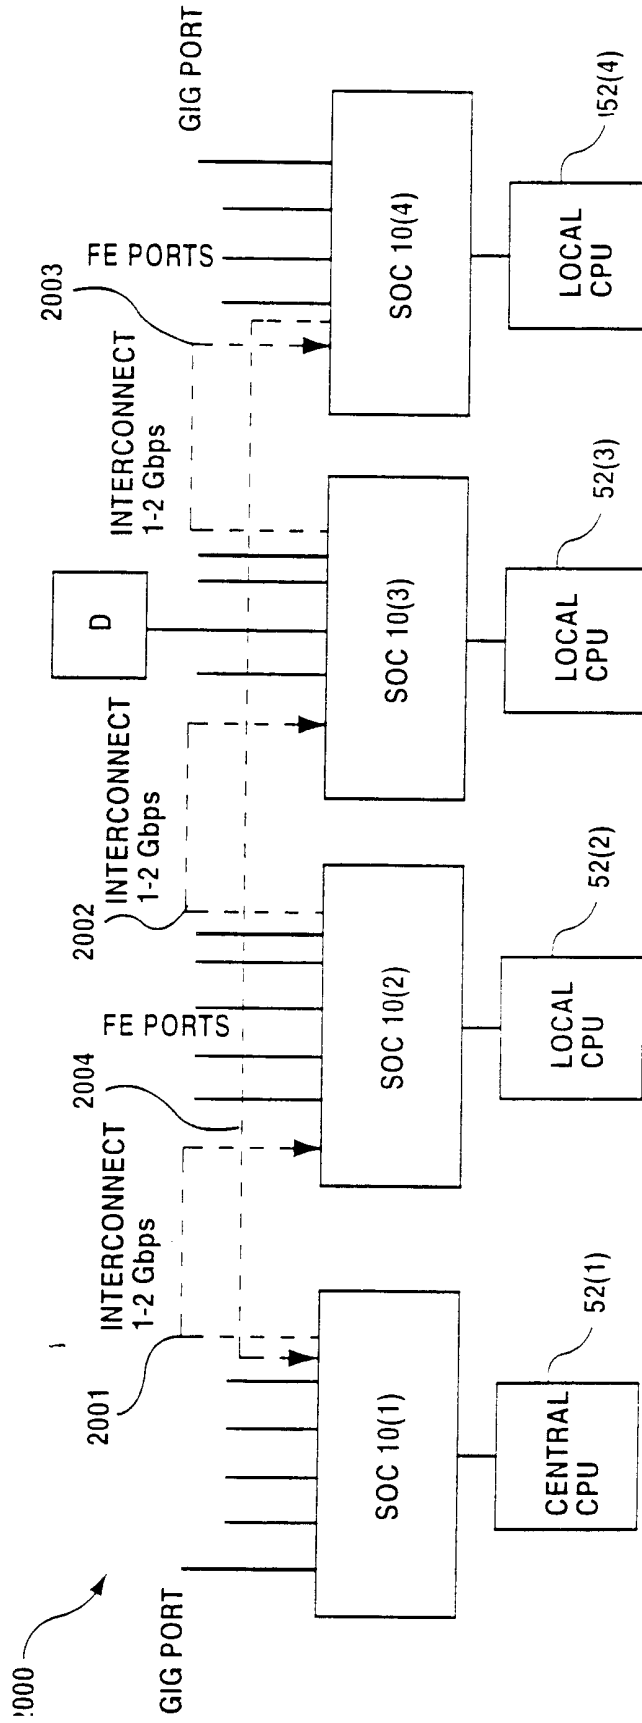 2000
GIG PORT
2001
INTERCONNECT
1-2 Gbps
2004
FE PORTS
2002
INTERCONNECT
1-2 Gbps
D
INTERCONNECT
1-2 Gbps
2003
FE PORTS
GIG PORT
SOC 10(1)
SOC 10(2)
SOC 10(3)
SOC 10(4)
CENTRAL
CPU
52(1)
LOCAL
CPU
52(2)
LOCAL
CPU
52(3)
LOCAL
CPU
52(4)